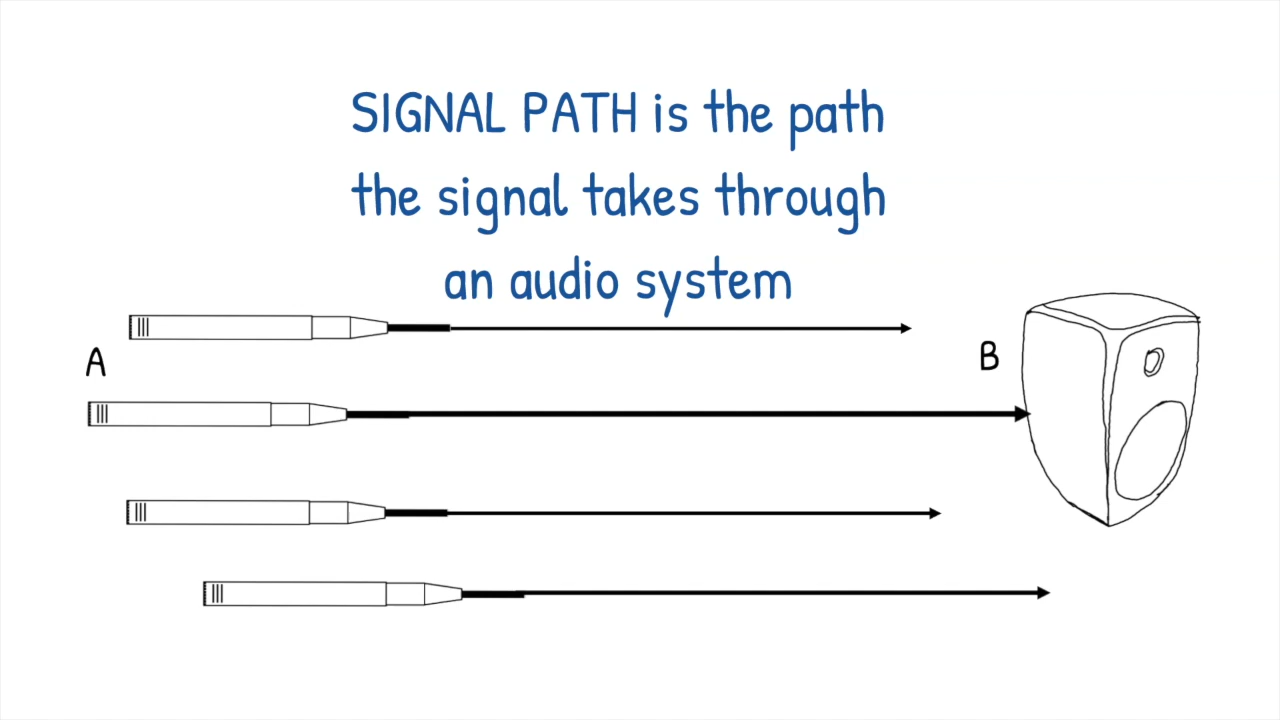 SIGNAL PATH is the path
the signal takes through
an audio system
A
B